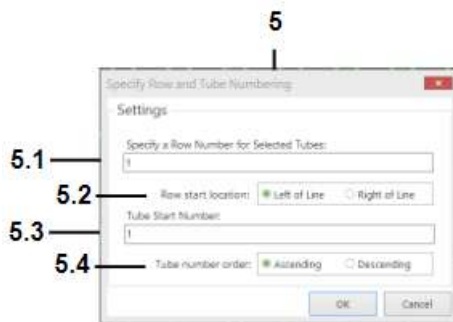 5
Specify Row and Tube Numbering
Settings
5.1
Specify a Row Number for Selected Tubes:
1
5.2
Row start location: Left of Line Right of Line
Tube Start Number:
5.3
1
5.4
Tube number order: Ascending Descending
OK Cancel